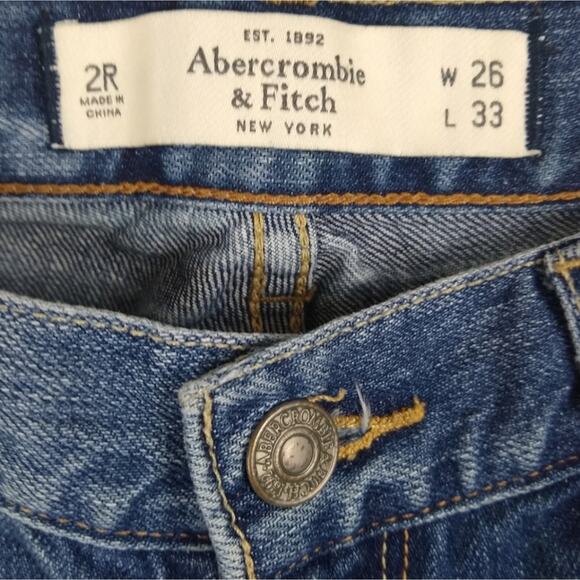 EST. 1892
Abercrombie
& Fitch
NEW YORK
2R
MADE IN
CHINA
W 26
L 33
ABERCROMBIE